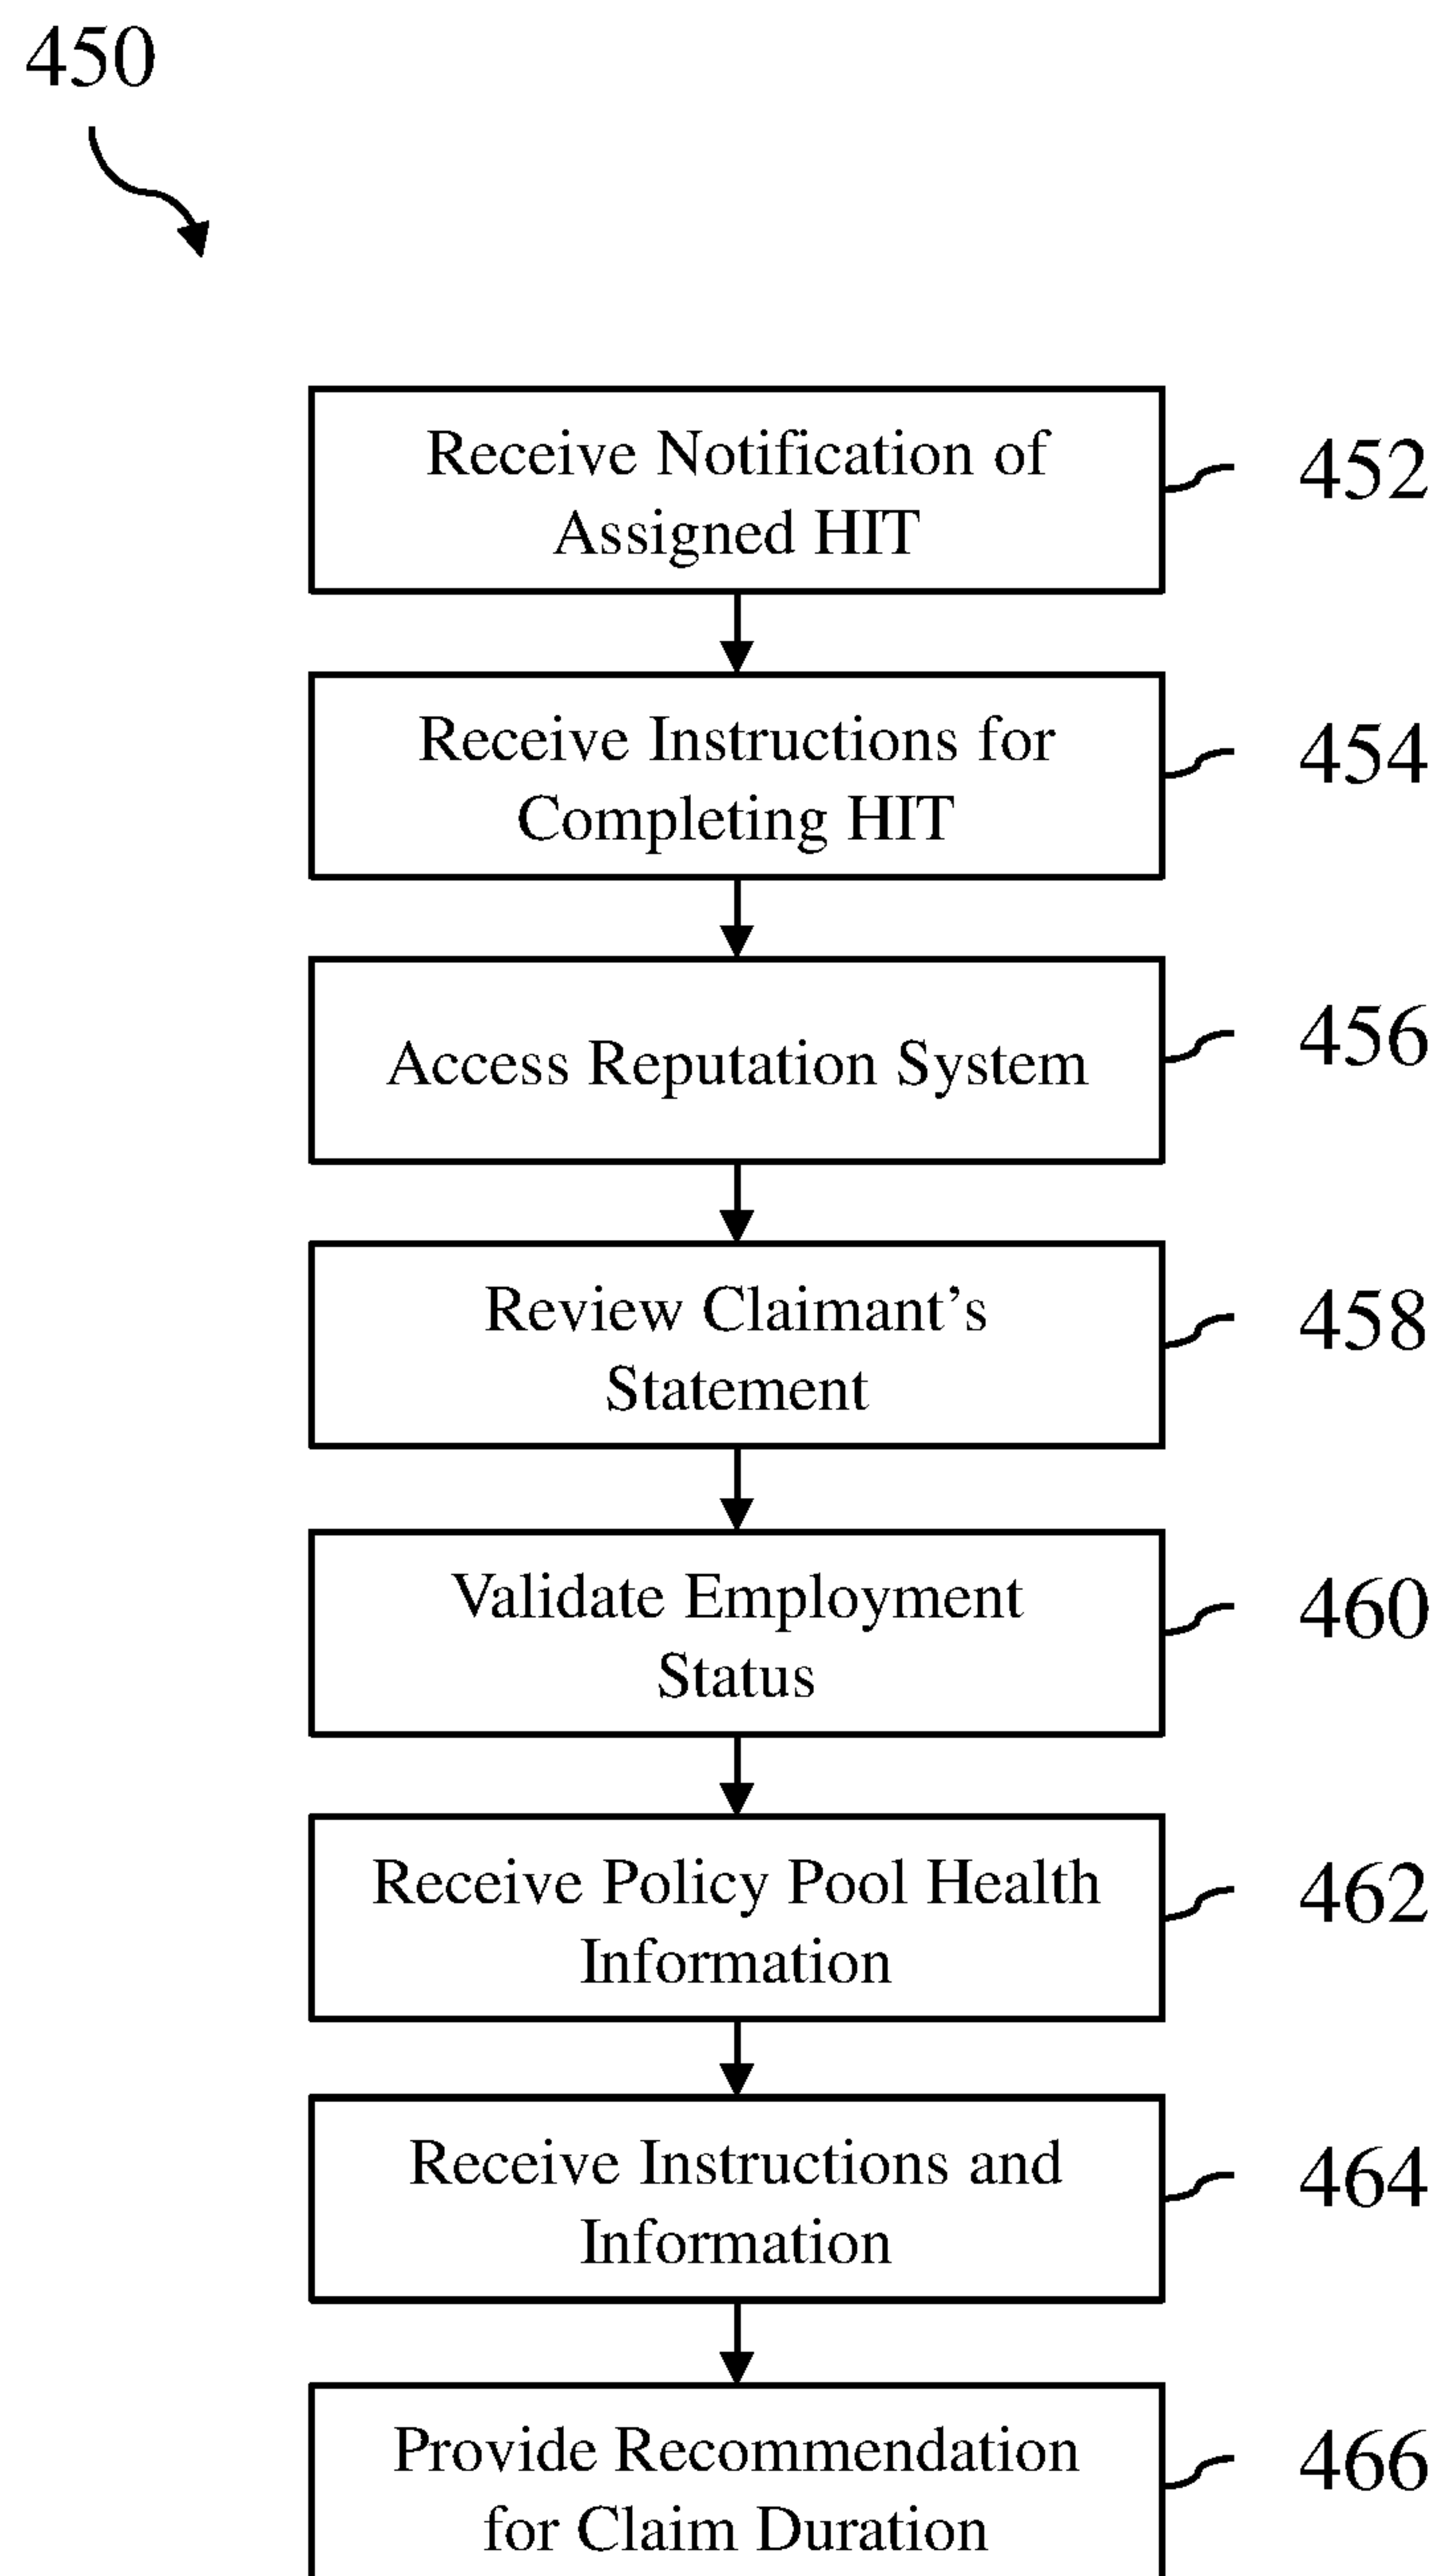 450
Receive Notification of
Assigned HIT
452
Receive Instructions for
Completing HIT
454
Access Reputation System
456
Review Claimant’s
Statement
458
Validate Employment
Status
460
Receive Policy Pool Health
Information
462
Receive Instructions and
Information
464
Provide Recommendation
for Claim Duration
466